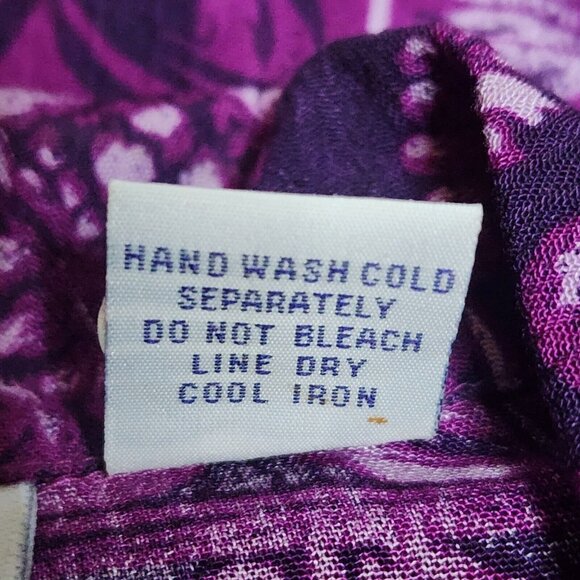 HAND WASH COLD
SEPARATELY
DO NOT BLEACH
LINE DRY
COOL IRON